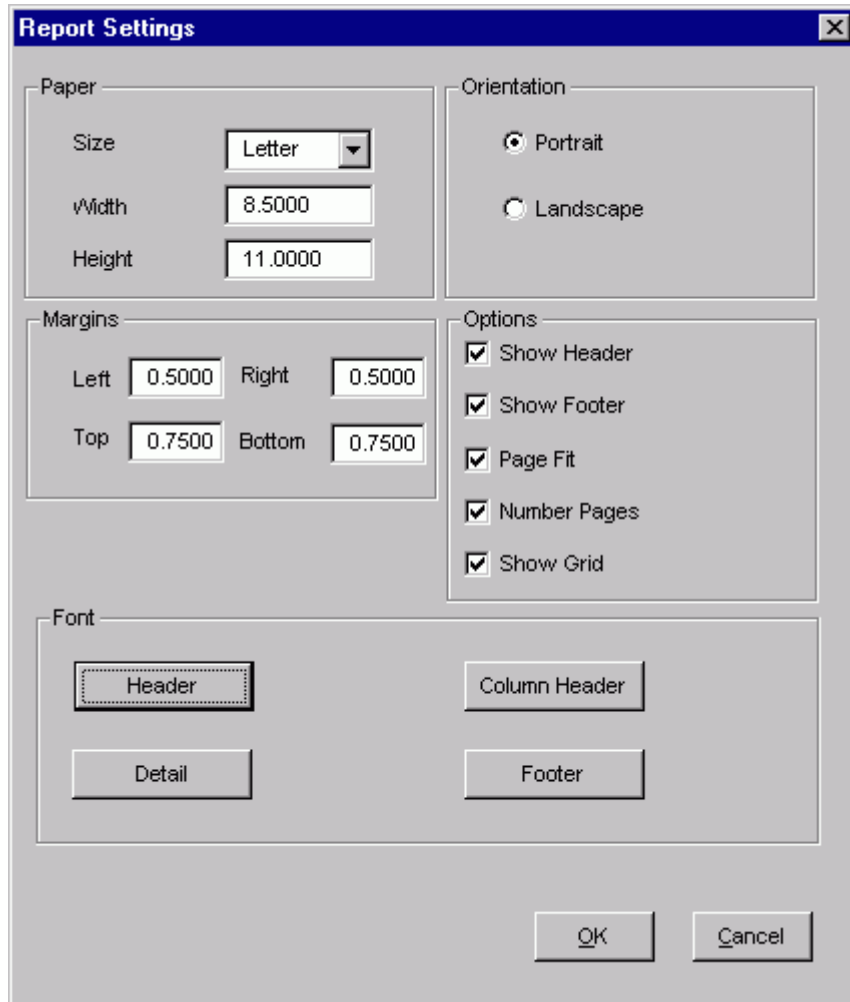 Report Settings
Paper
Size Letter
Width 8.5000
Height 11.0000
Orientation
Portrait
Landscape
Margins
Left 0.5000 Right 0.5000
Top 0.7500 Bottom 0.7500
Options
Show Header
Show Footer
Page Fit
Number Pages
Show Grid
Font
Header Column Header
Detail Footer
OK Cancel